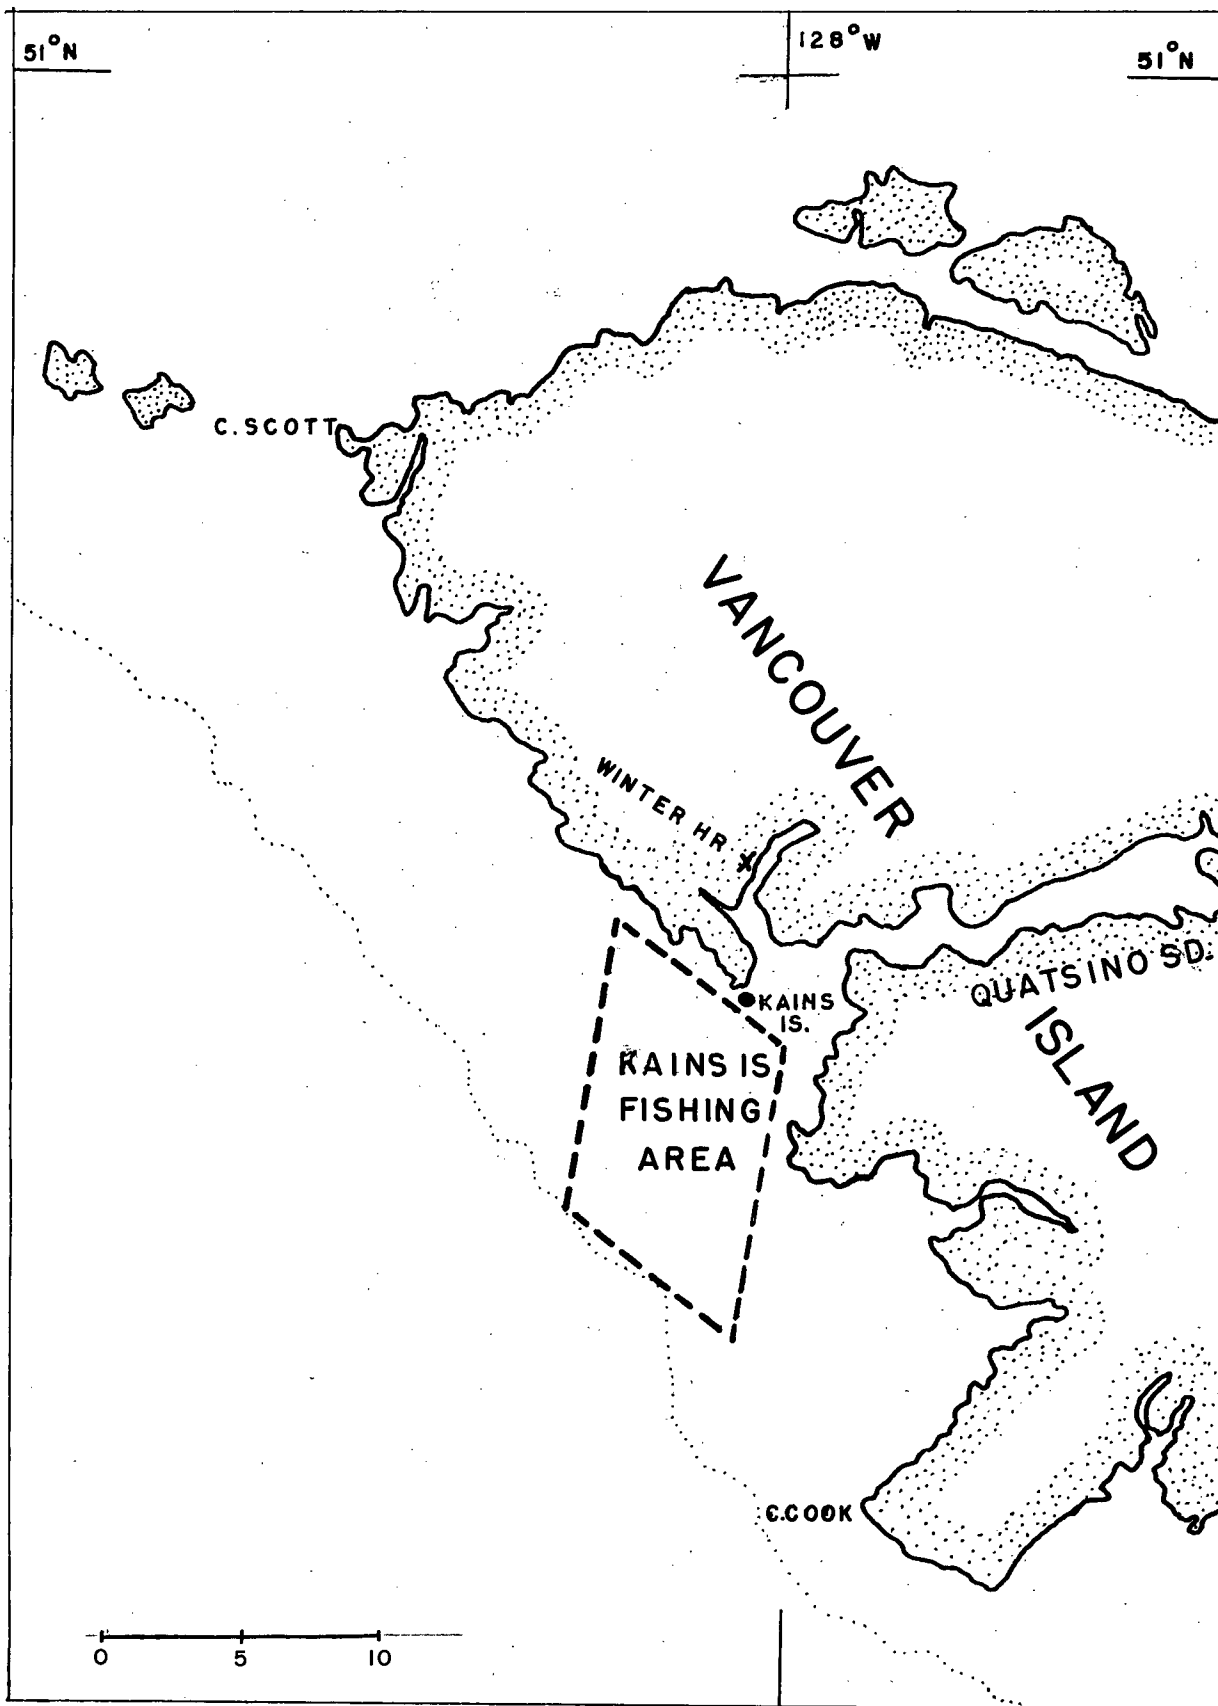 51°N
128°W
51°N
C. SCOTT
VANCOUVER
WINTER HR
X
QUATSINO SD.
KAINS
IS.
ISLAND
KAINS IS
FISHING
AREA
C.COOK
0 5 10